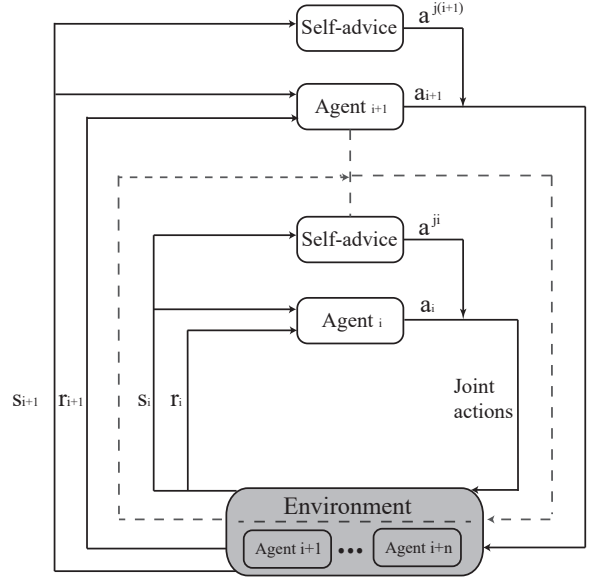 Self-advice
a j(i+1)
Agent i+1
a i+1
Self-advice
a ji
Agent i
a i
s i+1
r i+1
s i
r i
Joint
actions
Environment
Agent i+1
•••
Agent i+n